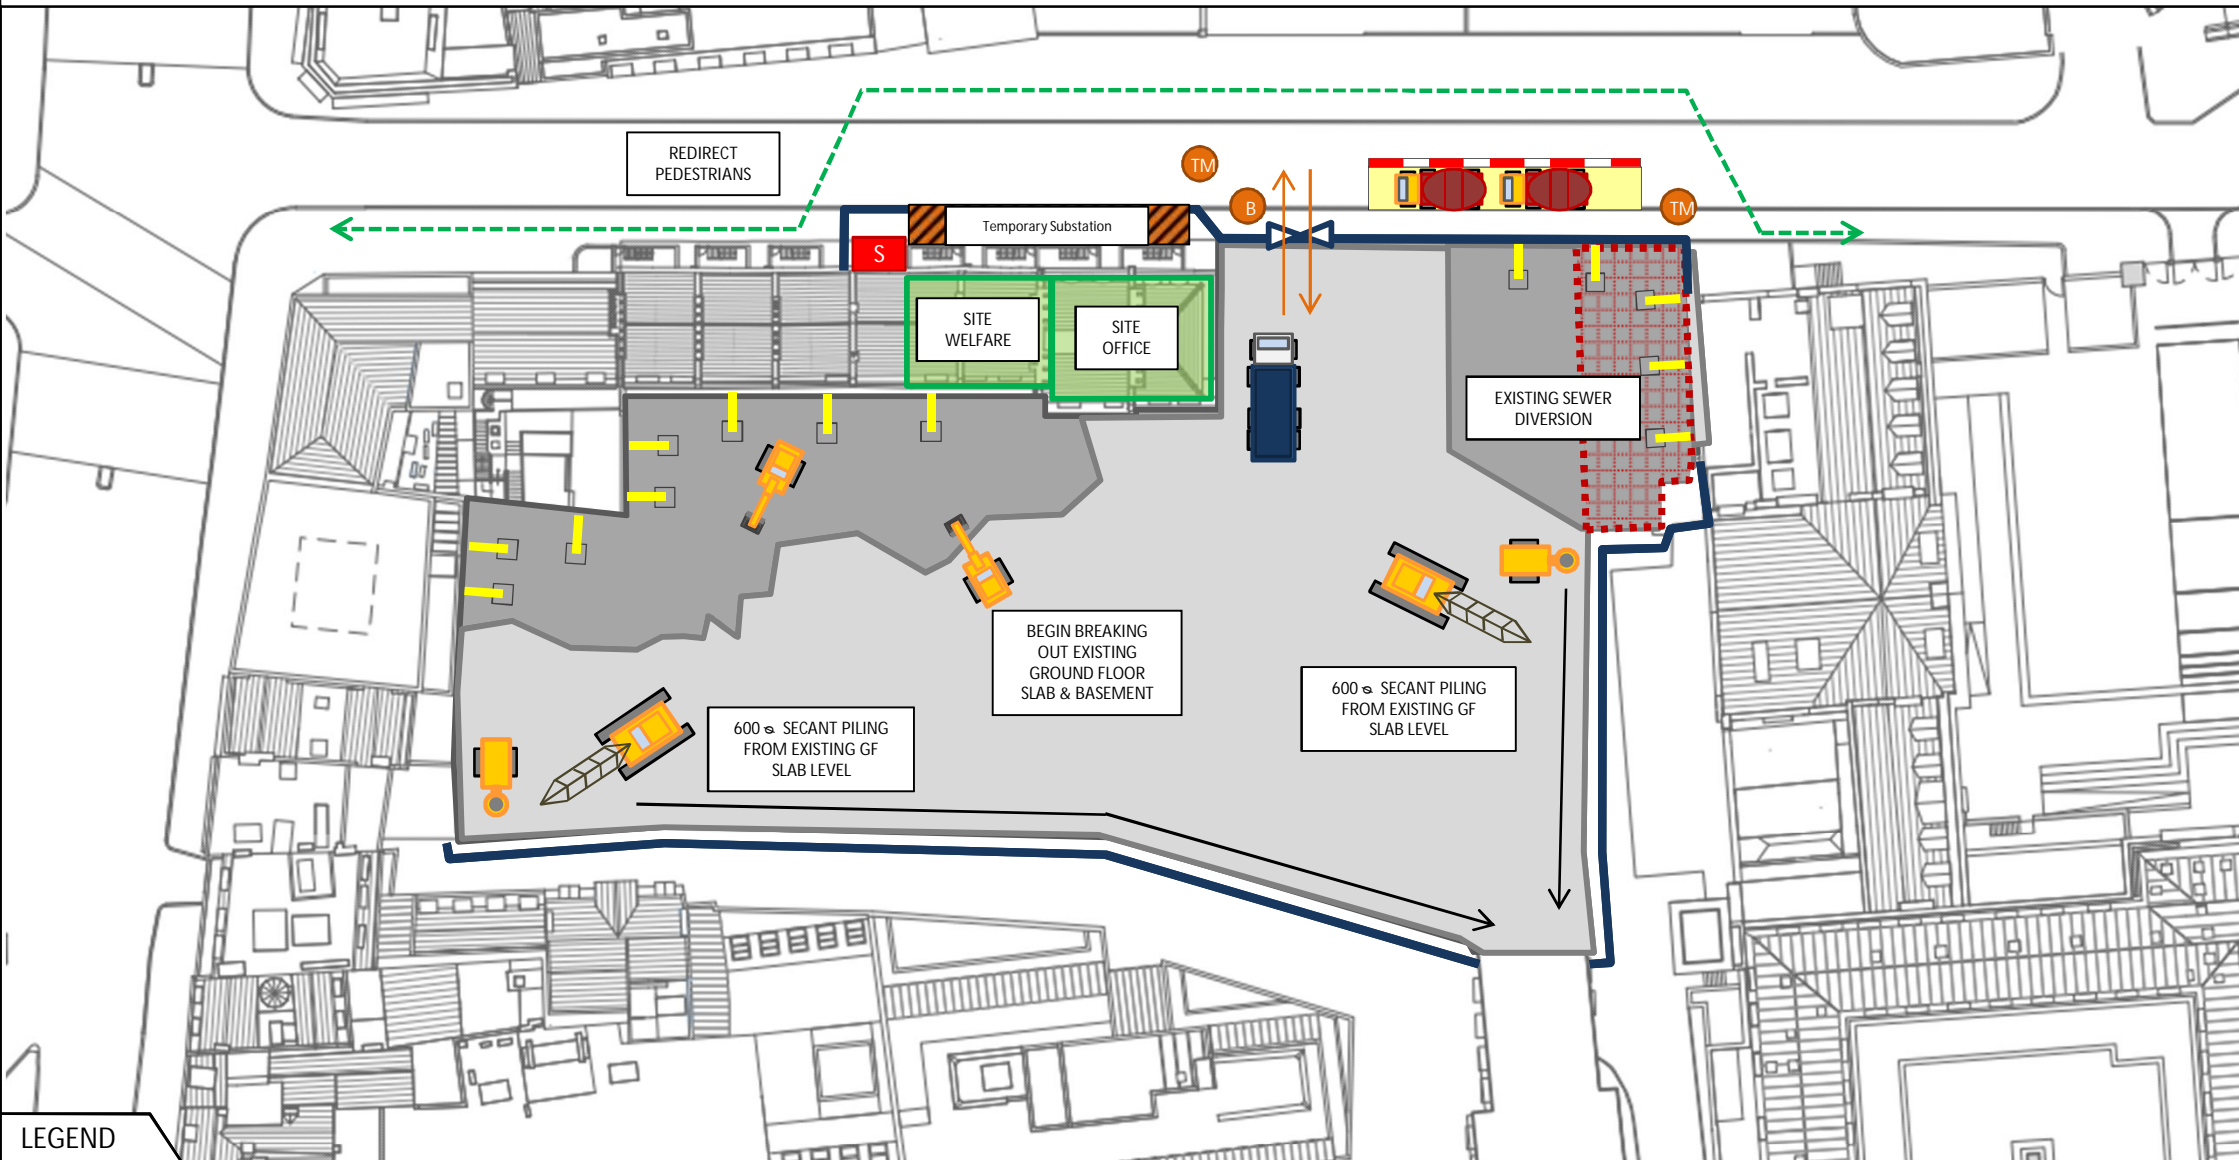 REDIRECT
PEDESTRIANS
TM
B
TM
Temporary Substation
S
SITE
WELFARE
SITE
OFFICE
EXISTING SEWER
DIVERSION
BEGIN BREAKING
OUT EXISTING
GROUND FLOOR
SLAB & BASEMENT
600 ⌀ SECANT PILING
FROM EXISTING GF
SLAB LEVEL
600 ⌀ SECANT PILING
FROM EXISTING GF
SLAB LEVEL
LEGEND